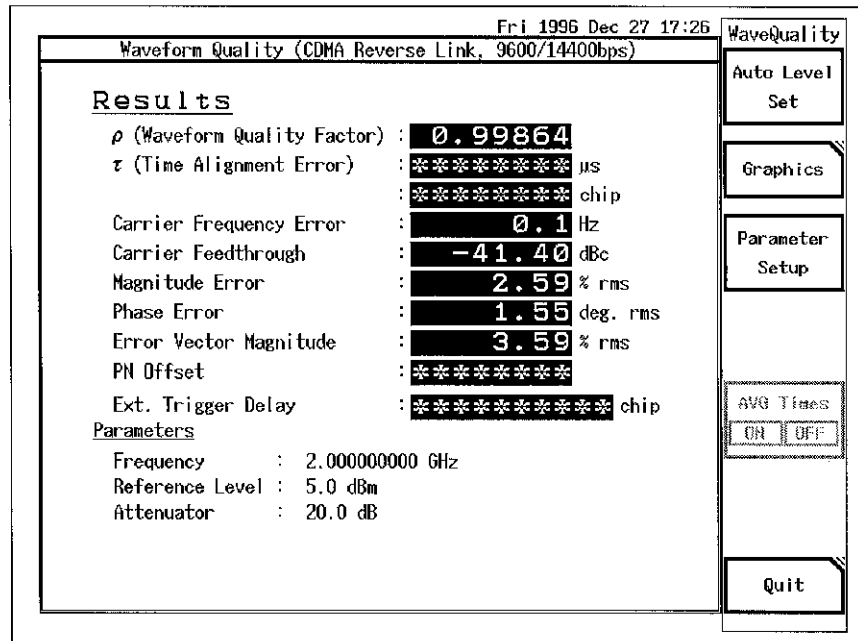 Fri 1996 Dec 27 17:26
Waveform Quality (CDMA Reverse Link, 9600/14400bps)
Results
ρ (Waveform Quality Factor) : 0.99864
τ (Time Alignment Error) : ******** μs
: ******** chip
Carrier Frequency Error : 0.1 Hz
Carrier Feedthrough : -41.40 dBc
Magnitude Error : 2.59 % rms
Phase Error : 1.55 deg. rms
Error Vector Magnitude : 3.59 % rms
PN Offset : ********
Ext. Trigger Delay : ********** chip
Parameters
Frequency : 2.000000000 GHz
Reference Level : 5.0 dBm
Attenuator : 20.0 dB
WaveQuality
Auto Level
Set
Graphics
Parameter
Setup
AVG Times
ON OFF
Quit